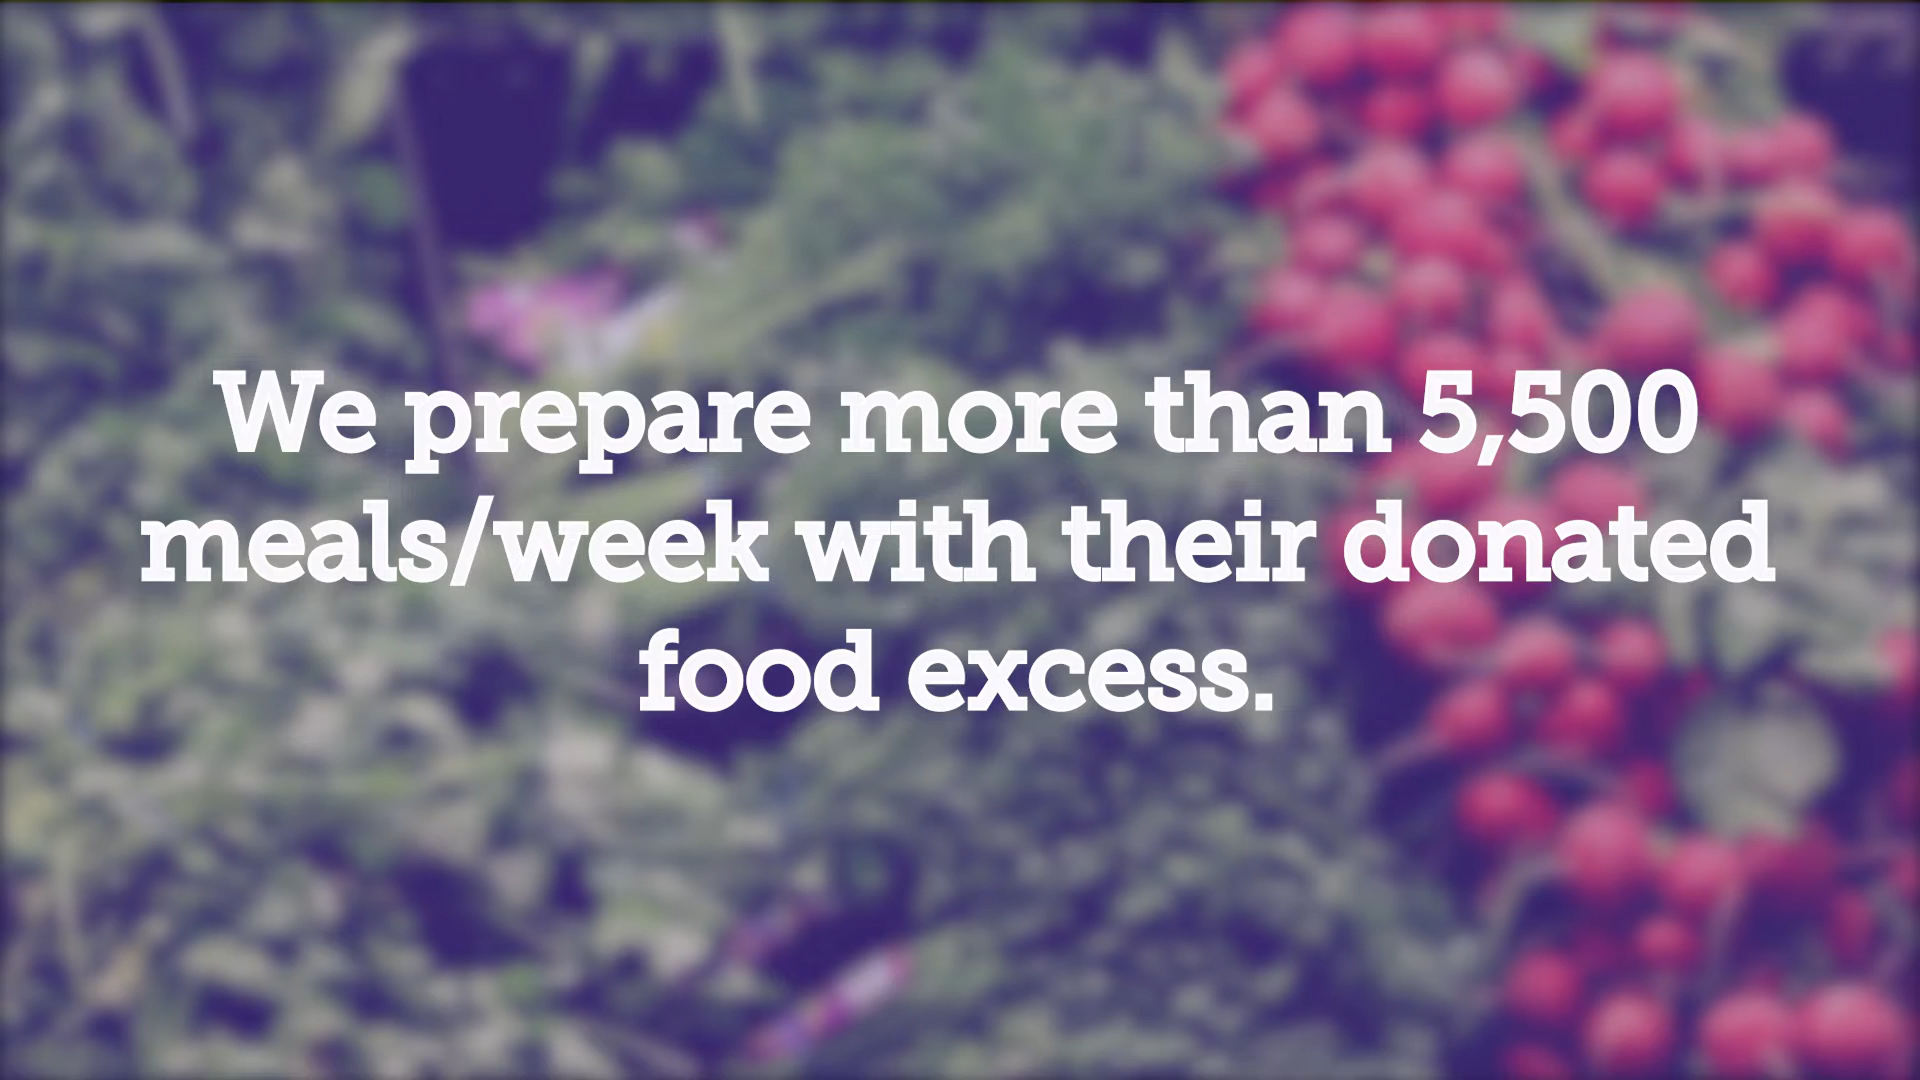 We prepare more than 5,500
meals/week with their donated
food excess.